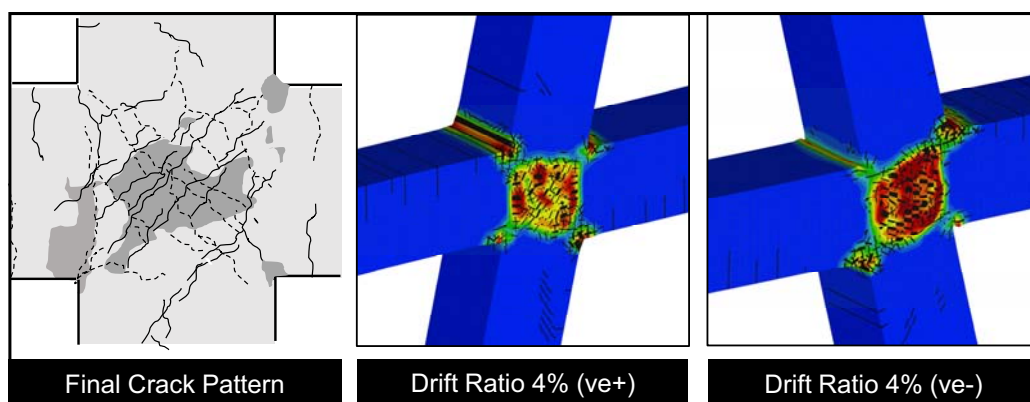 Final Crack Pattern
Drift Ratio 4% (ve+)
Drift Ratio 4% (ve-)